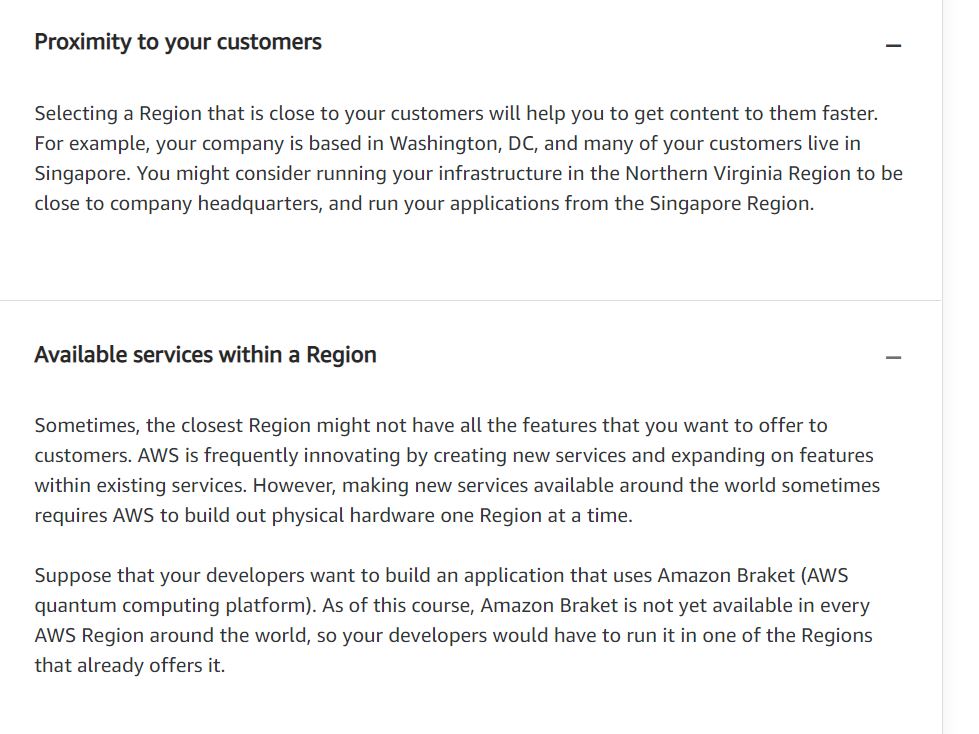 Proximity to your customers
Selecting a Region that is close to your customers will help you to get content to them faster.
For example, your company is based in Washington, DC, and many of your customers live in
Singapore. You might consider running your infrastructure in the Northern Virginia Region to be
close to company headquarters, and run your applications from the Singapore Region.
Available services within a Region
Sometimes, the closest Region might not have all the features that you want to offer to
customers. AWS is frequently innovating by creating new services and expanding on features
within existing services. However, making new services available around the world sometimes
requires AWS to build out physical hardware one Region at a time.
Suppose that your developers want to build an application that uses Amazon Braket (AWS
quantum computing platform). As of this course, Amazon Braket is not yet available in every
AWS Region around the world, so your developers would have to run it in one of the Regions
that already offers it.